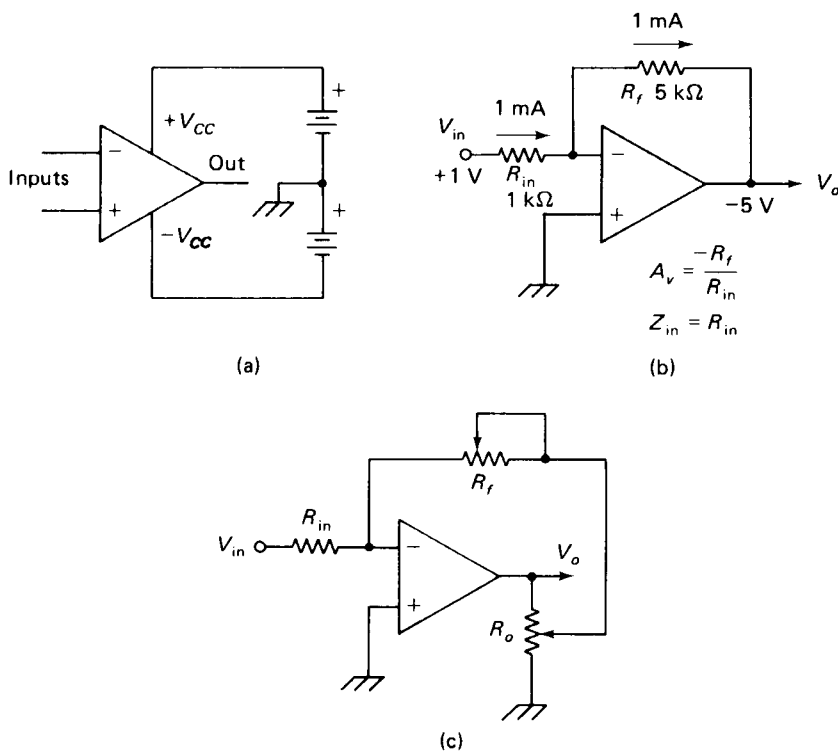 +
+V_CC
−
Inputs
Out
+
+
−V_CC
(a)
1 mA
R_f 5 kΩ
1 mA
V_in
+1 V
R_in
1 kΩ
−
+
−5 V
V_o
A_v = −R_f / R_in
Z_in = R_in
(b)
R_f
R_in
V_in
−
+
V_o
R_o
(c)